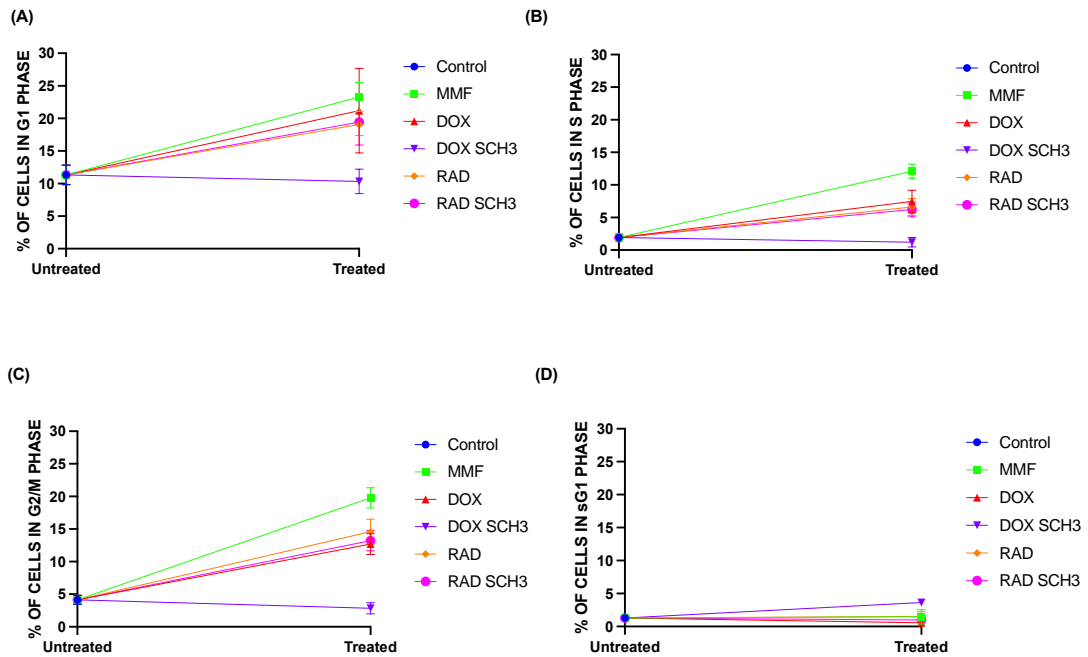 (A)
% OF CELLS IN G1 PHASE
30
25
20
15
10
5
0
Untreated
Treated
Control
MMF
DOX
DOX SCH3
RAD
RAD SCH3
(B)
% OF CELLS IN S PHASE
30
25
20
15
10
5
0
Untreated
Treated
Control
MMF
DOX
DOX SCH3
RAD
RAD SCH3
(C)
% OF CELLS IN G2/M PHASE
30
25
20
15
10
5
0
Untreated
Treated
Control
MMF
DOX
DOX SCH3
RAD
RAD SCH3
(D)
% OF CELLS IN sG1 PHASE
30
25
20
15
10
5
0
Untreated
Treated
Control
MMF
DOX
DOX SCH3
RAD
RAD SCH3